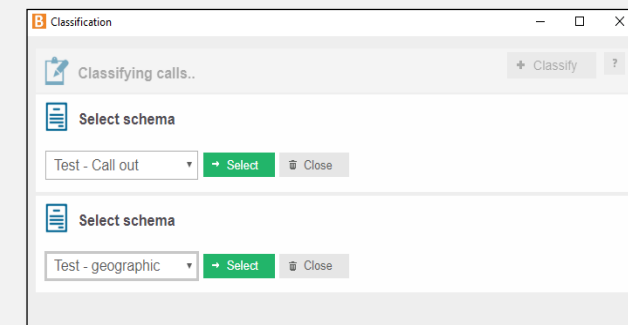 B Classification
Classifying calls..
+ Classify ?
Select schema
Test - Call out Select Close
Select schema
Test - geographic Select Close